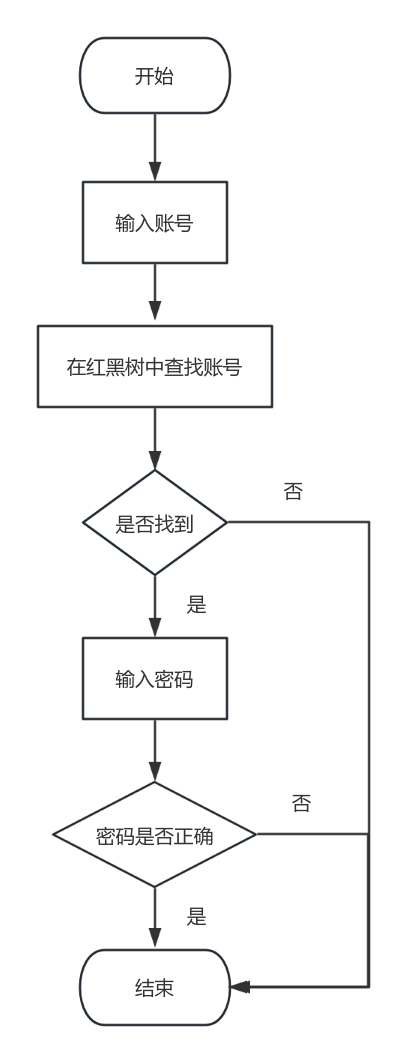 开始
输入账号
在红黑树中查找账号
否
是否找到
是
输入密码
否
密码是否正确
是
结束